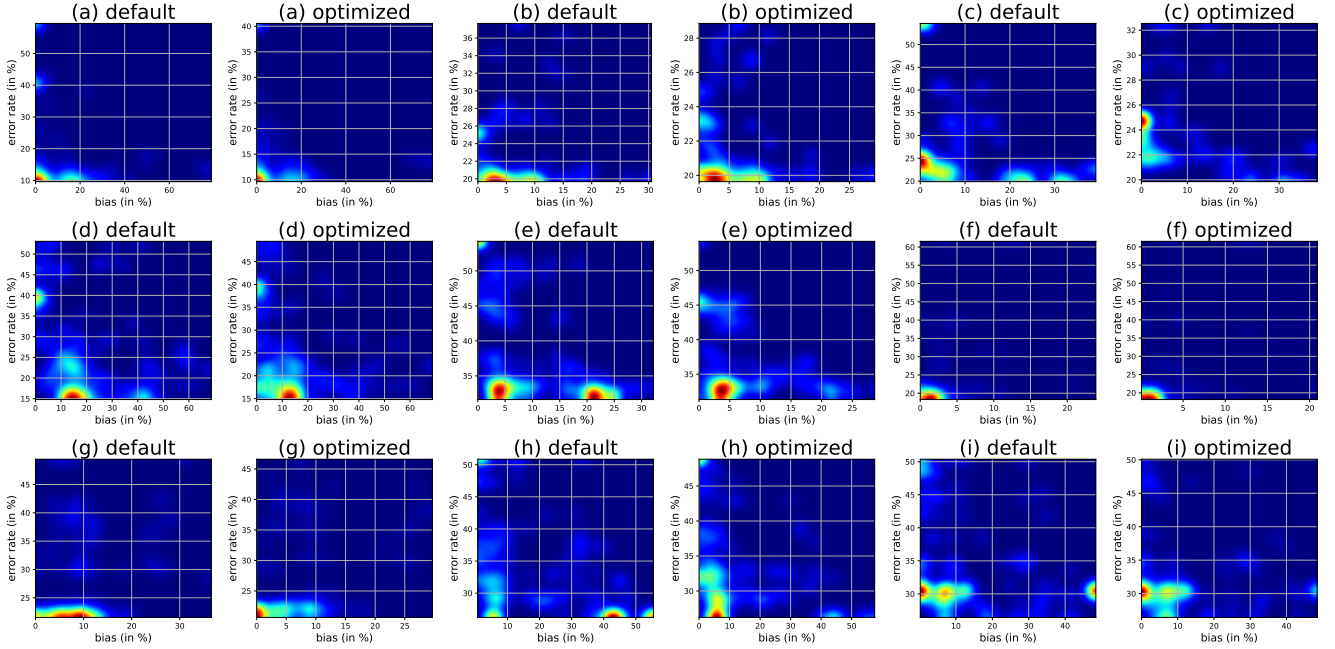 (a) default (a) optimized (b) default (b) optimized (c) default (c) optimized
error rate (in %) 10 20 30 40 50
0 20 40 60
bias (in %)
error rate (in %) 10 15 20 25 30 35 40
0 20 40 60
bias (in %)
error rate (in %) 20 22 24 26 28 30 32 34 36
0 5 10 15 20 25 30
bias (in %)
error rate (in %) 20 22 24 26 28
0 5 10 15 20 25
bias (in %)
error rate (in %) 20 25 30 35 40 45 50
0 10 20 30
bias (in %)
error rate (in %) 20 22 24 26 28 30 32
0 10 20 30
bias (in %)
(d) default (d) optimized (e) default (e) optimized (f) default (f) optimized
error rate (in %) 15 20 25 30 35 40 45 50
0 10 20 30 40 50 60
bias (in %)
error rate (in %) 15 20 25 30 35 40 45
0 10 20 30 40 50 60
bias (in %)
error rate (in %) 35 40 45 50
5 10 15 20 25 30
bias (in %)
error rate (in %) 35 40 45 50
5 10 15 20 25
bias (in %)
error rate (in %) 20 25 30 35 40 45 50 55 60
5 10 15 20
bias (in %)
error rate (in %) 20 25 30 35 40 45 50 55 60
5 10 15 20
bias (in %)
(g) default (g) optimized (h) default (h) optimized (i) default (i) optimized
error rate (in %) 25 30 35 40 45
0 10 20 30
bias (in %)
error rate (in %) 25 30 35 40 45
0 5 10 15 20 25
bias (in %)
error rate (in %) 30 35 40 45 50
10 20 30 40 50
bias (in %)
error rate (in %) 30 35 40 45 50
10 20 30 40 50
bias (in %)
error rate (in %) 30 35 40 45 50
10 20 30 40
bias (in %)
error rate (in %) 30 35 40 45 50
10 20 30 40
bias (in %)